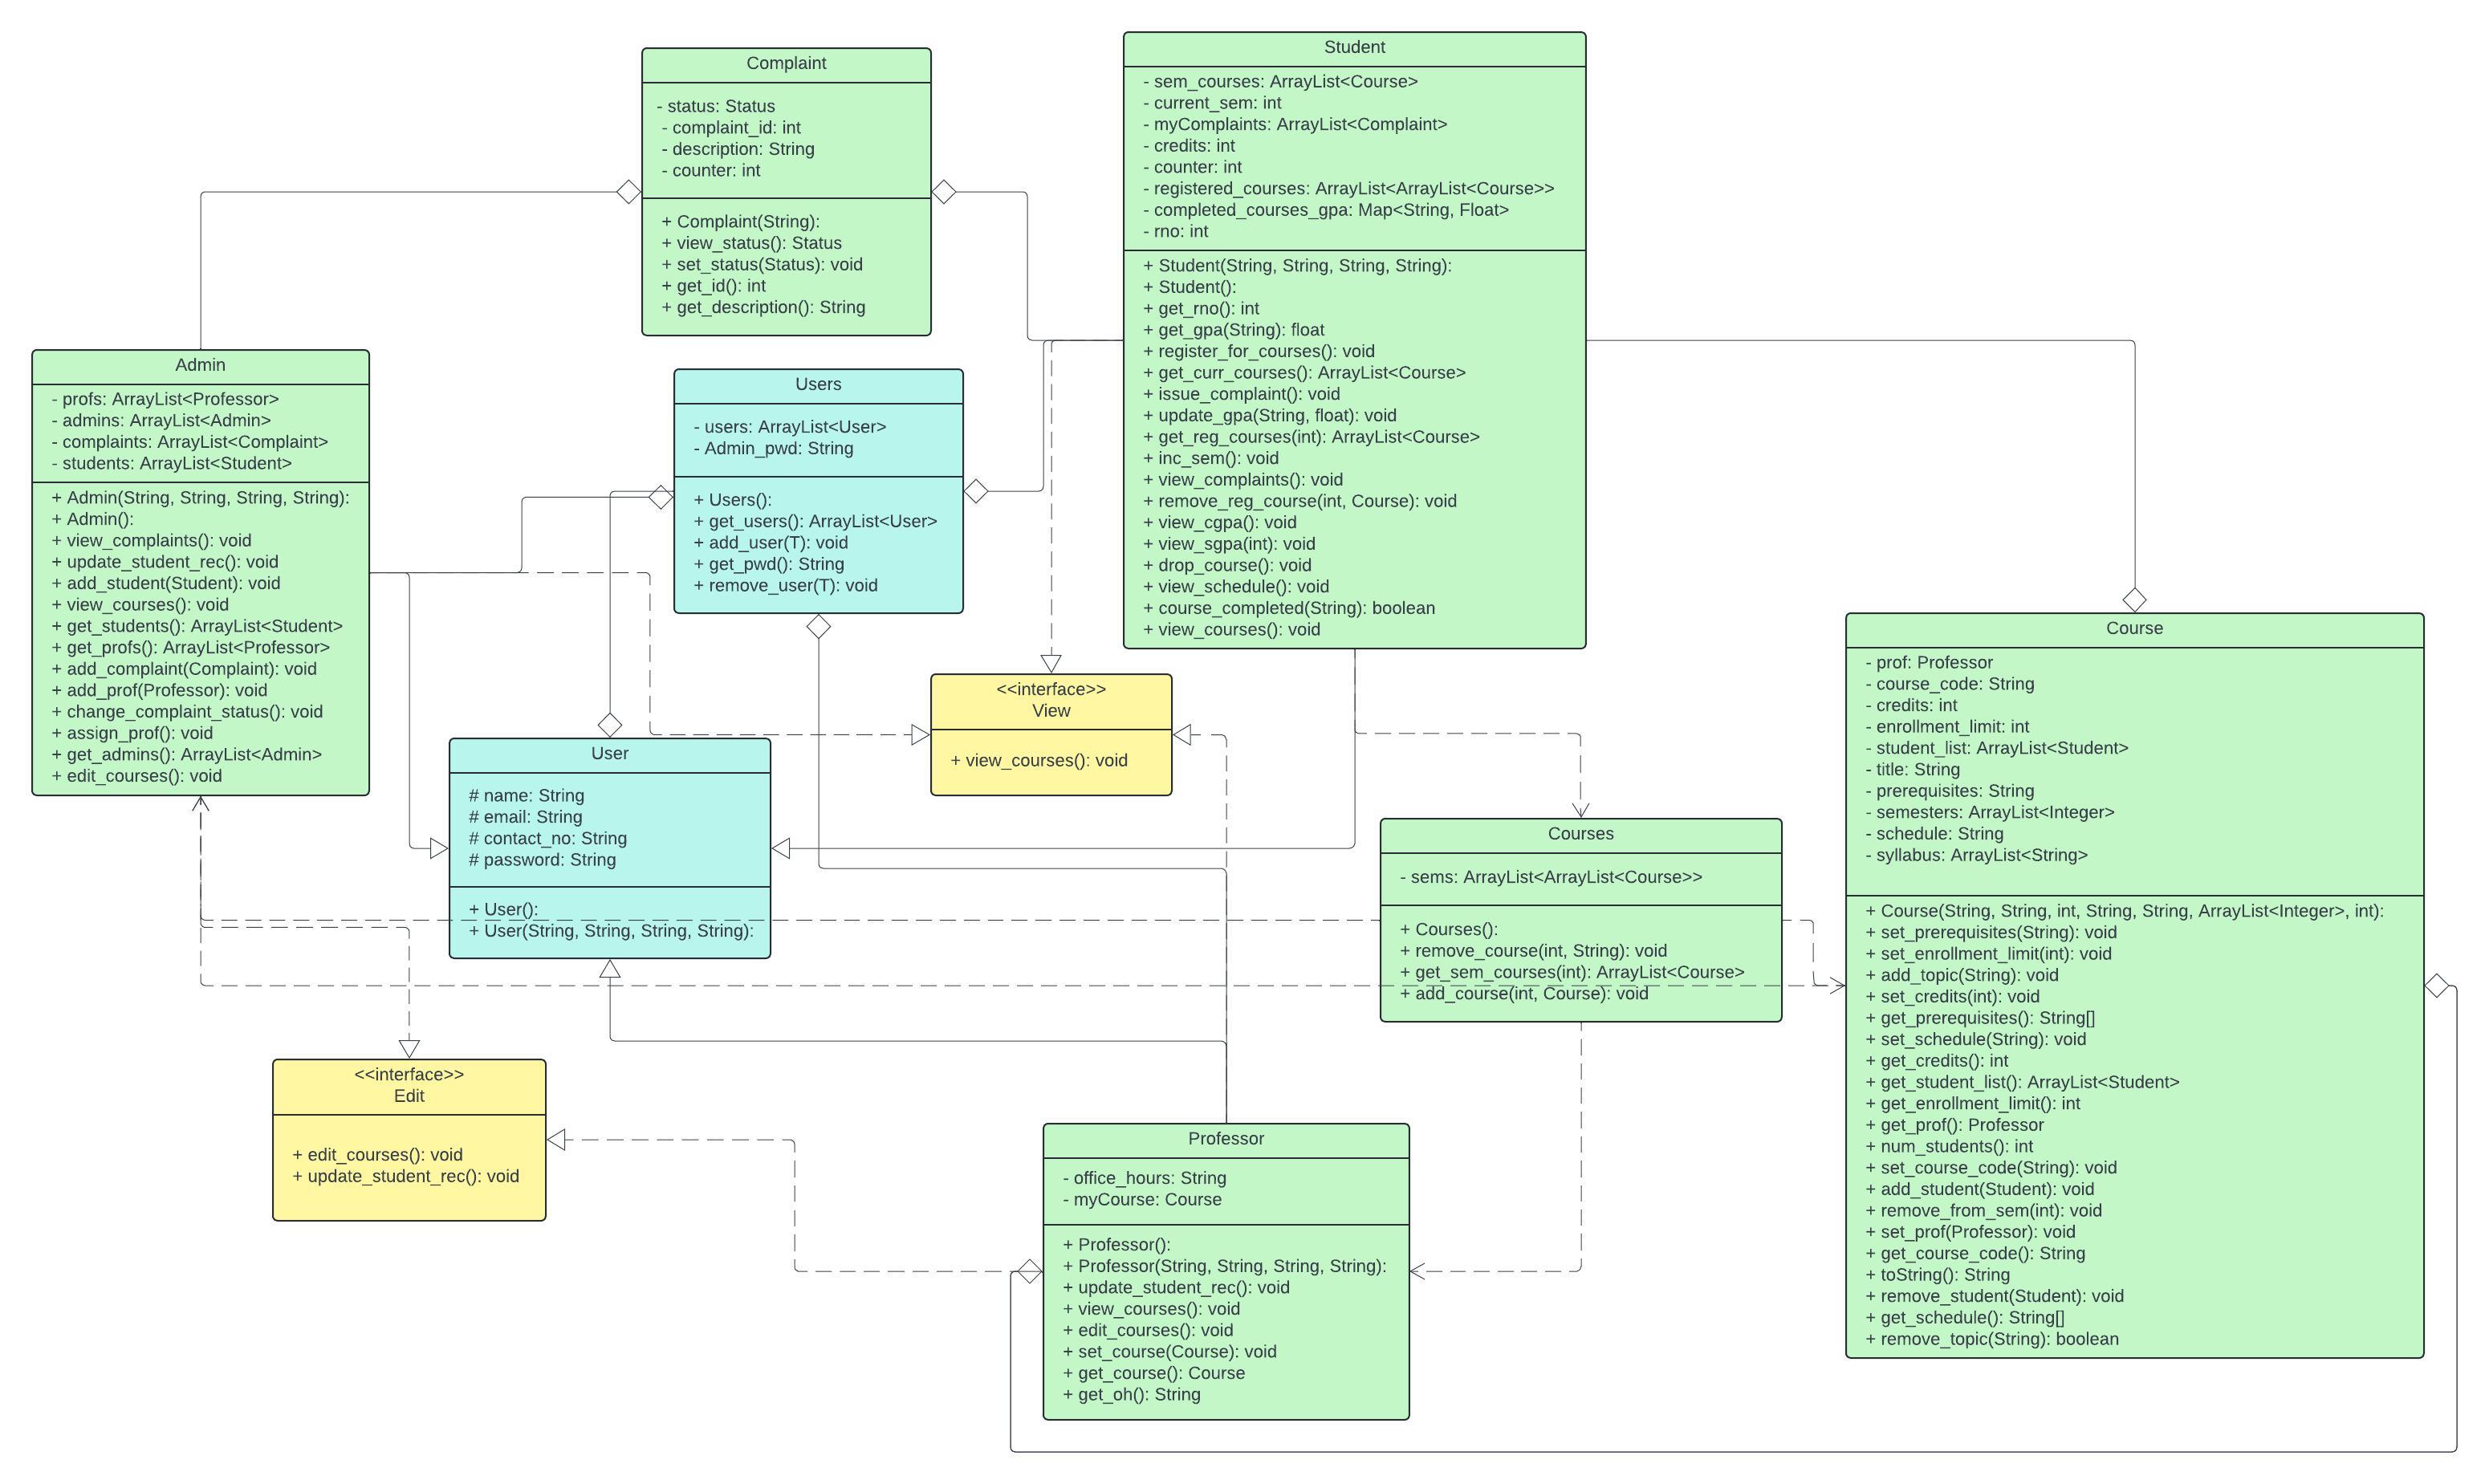 Complaint
- status: Status
- complaint_id: int
- description: String
- counter: int
+ Complaint(String):
+ view_status(): Status
+ set_status(Status): void
+ get_id(): int
+ get_description(): String
Student
- sem_courses: ArrayList<Course>
- current_sem: int
- myComplaints: ArrayList<Complaint>
- credits: int
- counter: int
- registered_courses: ArrayList<ArrayList<Course>>
- completed_courses_gpa: Map<String, Float>
- rno: int
+ Student(String, String, String, String):
+ Student():
+ get_rno(): int
+ get_gpa(String): float
+ register_for_courses(): void
+ get_curr_courses(): ArrayList<Course>
+ issue_complaint(): void
+ update_gpa(String, float): void
+ get_reg_courses(int): ArrayList<Course>
+ inc_sem(): void
+ view_complaints(): void
+ remove_reg_course(int, Course): void
+ view_cgpa(): void
+ view_sgpa(int): void
+ drop_course(): void
+ view_schedule(): void
+ course_completed(String): boolean
+ view_courses(): void
Admin
- profs: ArrayList<Professor>
- admins: ArrayList<Admin>
- complaints: ArrayList<Complaint>
- students: ArrayList<Student>
+ Admin(String, String, String, String):
+ Admin():
+ view_complaints(): void
+ update_student_rec(): void
+ add_student(Student): void
+ view_courses(): void
+ get_students(): ArrayList<Student>
+ get_profs(): ArrayList<Professor>
+ add_complaint(Complaint): void
+ add_prof(Professor): void
+ change_complaint_status(): void
+ assign_prof(): void
+ get_admins(): ArrayList<Admin>
+ edit_courses(): void
Users
- users: ArrayList<User>
- Admin_pwd: String
+ Users():
+ get_users(): ArrayList<User>
+ add_user(T): void
+ get_pwd(): String
+ remove_user(T): void
<<interface>>
View
+ view_courses(): void
User
# name: String
# email: String
# contact_no: String
# password: String
+ User():
+ User(String, String, String, String):
Courses
- sems: ArrayList<ArrayList<Course>>
+ Courses():
+ remove_course(int, String): void
+ get_sem_courses(int): ArrayList<Course>
+ add_course(int, Course): void
Course
- prof: Professor
- course_code: String
- credits: int
- enrollment_limit: int
- student_list: ArrayList<Student>
- title: String
- prerequisites: String
- semesters: ArrayList<Integer>
- schedule: String
- syllabus: ArrayList<String>
+ Course(String, String, int, String, String, ArrayList<Integer>, int):
+ set_prerequisites(String): void
+ set_enrollment_limit(int): void
+ add_topic(String): void
+ set_credits(int): void
+ get_prerequisites(): String[]
+ set_schedule(String): void
+ get_credits(): int
+ get_student_list(): ArrayList<Student>
+ get_enrollment_limit(): int
+ get_prof(): Professor
+ num_students(): int
+ set_course_code(String): void
+ add_student(Student): void
+ remove_from_sem(int): void
+ set_prof(Professor): void
+ get_course_code(): String
+ toString(): String
+ remove_student(Student): void
+ get_schedule(): String[]
+ remove_topic(String): boolean
<<interface>>
Edit
+ edit_courses(): void
+ update_student_rec(): void
Professor
- office_hours: String
- myCourse: Course
+ Professor():
+ Professor(String, String, String, String):
+ update_student_rec(): void
+ view_courses(): void
+ edit_courses(): void
+ set_course(Course): void
+ get_course(): Course
+ get_oh(): String